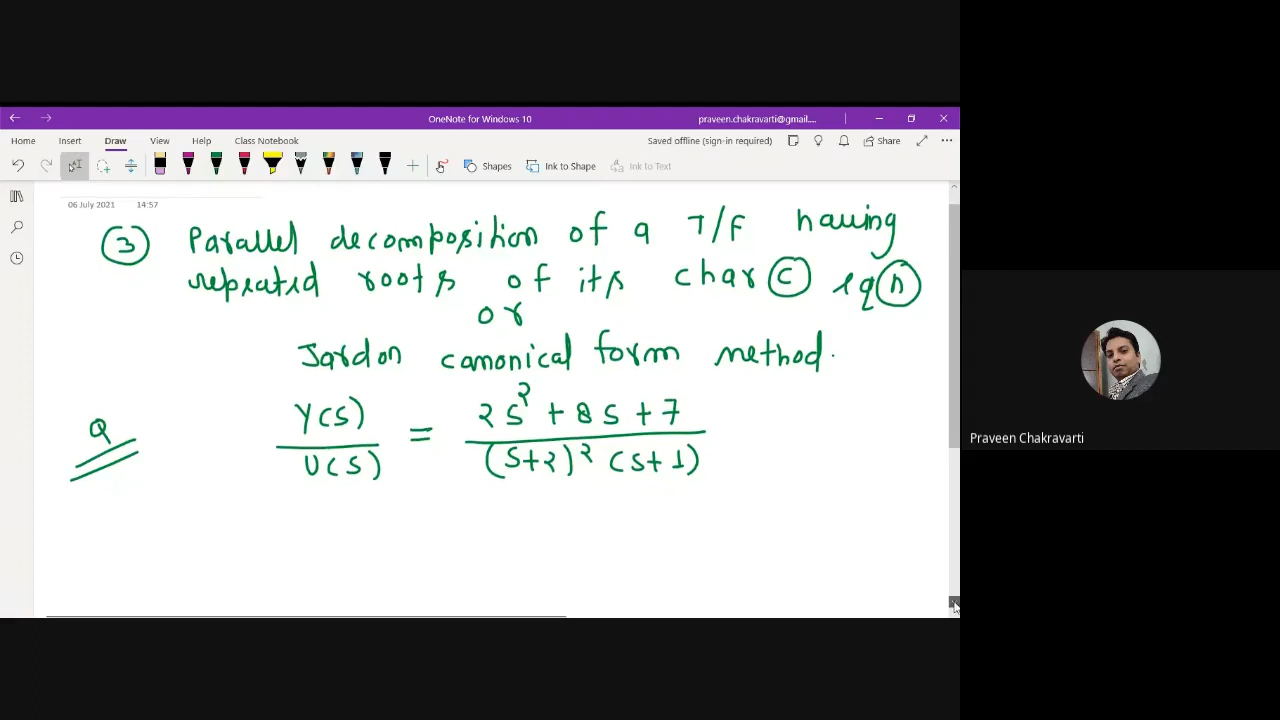 OneNote for Windows 10
praveen.chakravarti@gmail....
Home Insert Draw View Help Class Notebook
Saved offline (sign-in required) Share
Shapes Ink to Shape Ink to Text
06 July 2021 14:57
③ Parallel decomposition of a T/F having
repeated roots of its char ⓒ eq ⓝ
or
Jardon canonical form method.
Q Y(S)/U(S) = 2S² + 8S + 7/(S+2)² (S+1)
Praveen Chakravarti